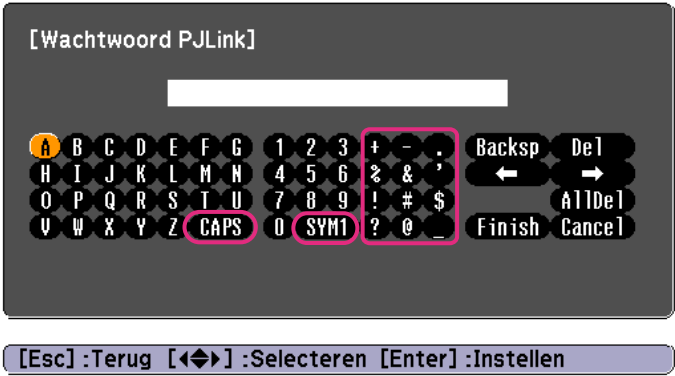 [Wachtwoord PJLink]
A B C D E F G 1 2 3 + - . Backsp Del
H I J K L M N 4 5 6 % & ' ← →
O P Q R S T U 7 8 9 ! # $ AllDel
V W X Y Z CAPS 0 SYM1 ? @ _ Finish Cancel
[Esc] :Terug [◀◆▶] :Selecteren [Enter] :Instellen